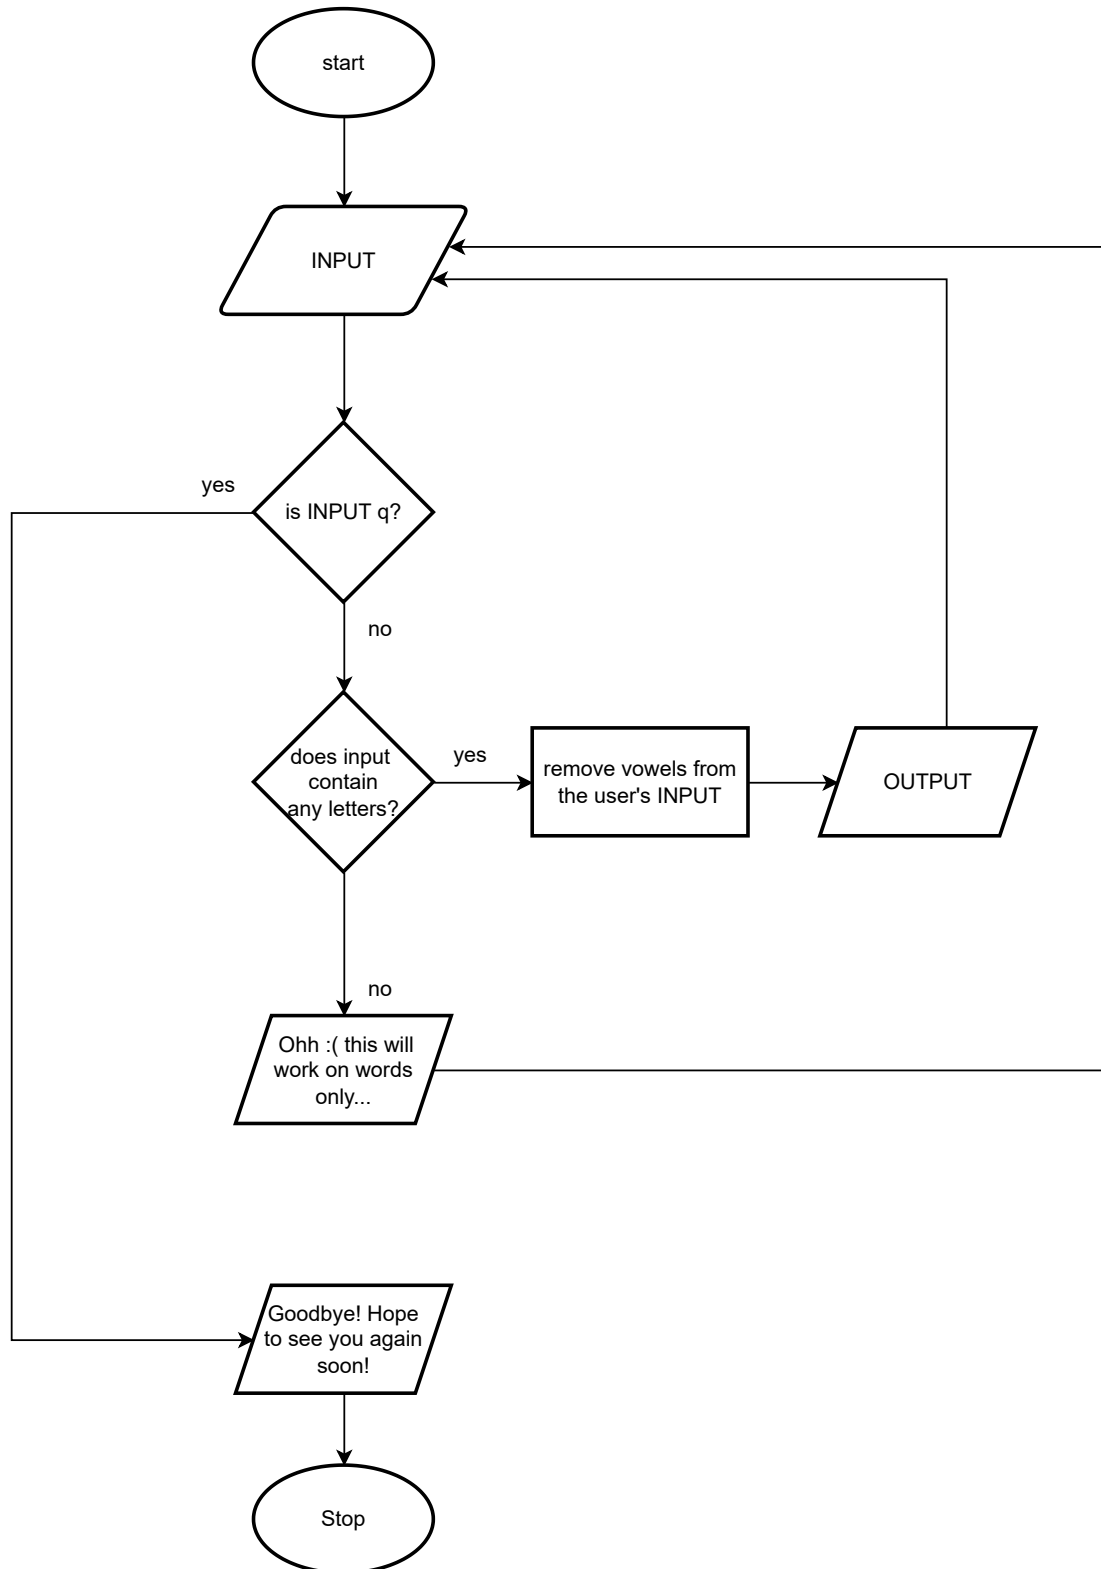 start
INPUT
yes
is INPUT q?
no
does input
contain
any letters?
yes
remove vowels from
the user's INPUT
OUTPUT
no
Ohh :( this will
work on words
only...
Goodbye! Hope
to see you again
soon!
Stop